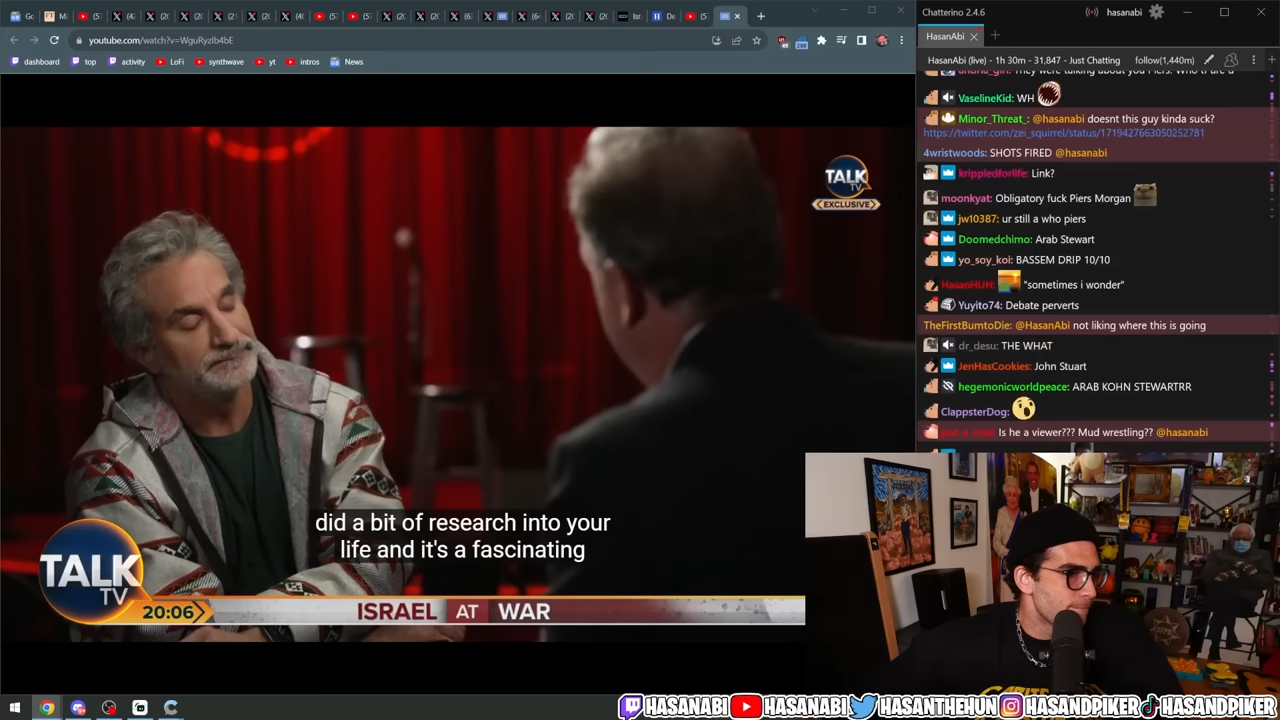 youtube.com/watch?v=WguRyzIb4bE
dashboard
top
activity
LoFi
synthwave
yt
intros
News
TALK
TV
EXCLUSIVE
did a bit of research into your
life and it's a fascinating
TALK
TV
20:06
ISRAEL AT WAR
Chatterino 2.4.6
hasanabi
HasanAbi
HasanAbi (live) - 1h 30m - 31,847 - Just Chatting
follow(1,440m)
VaselineKid: WH
Minor_Threat_: @hasanabi doesnt this guy kinda suck?
https://twitter.com/zei_squirrel/status/1719427663050252781
4wristwoods: SHOTS FIRED @hasanabi
krippledforlife: Link?
moonkyat: Obligatory fuck Piers Morgan
jw10387: ur still a who piers
Doomedchimo: Arab Stewart
yo_soy_koi: BASSEM DRIP 10/10
HasanHUH: "sometimes i wonder"
Yuyito74: Debate perverts
TheFirstBumtoDie: @HasanAbi not liking where this is going
dr_desu: THE WHAT
JenHasCookies: John Stuart
hegemonicworldpeace: ARAB KOHN STEWARTRR
ClappsterDog:
Is he a viewer??? Mud wrestling?? @hasanabi
HASANABI
HASANABI
HASANTHEHUN
HASANDPIKER
HASANDPIKER